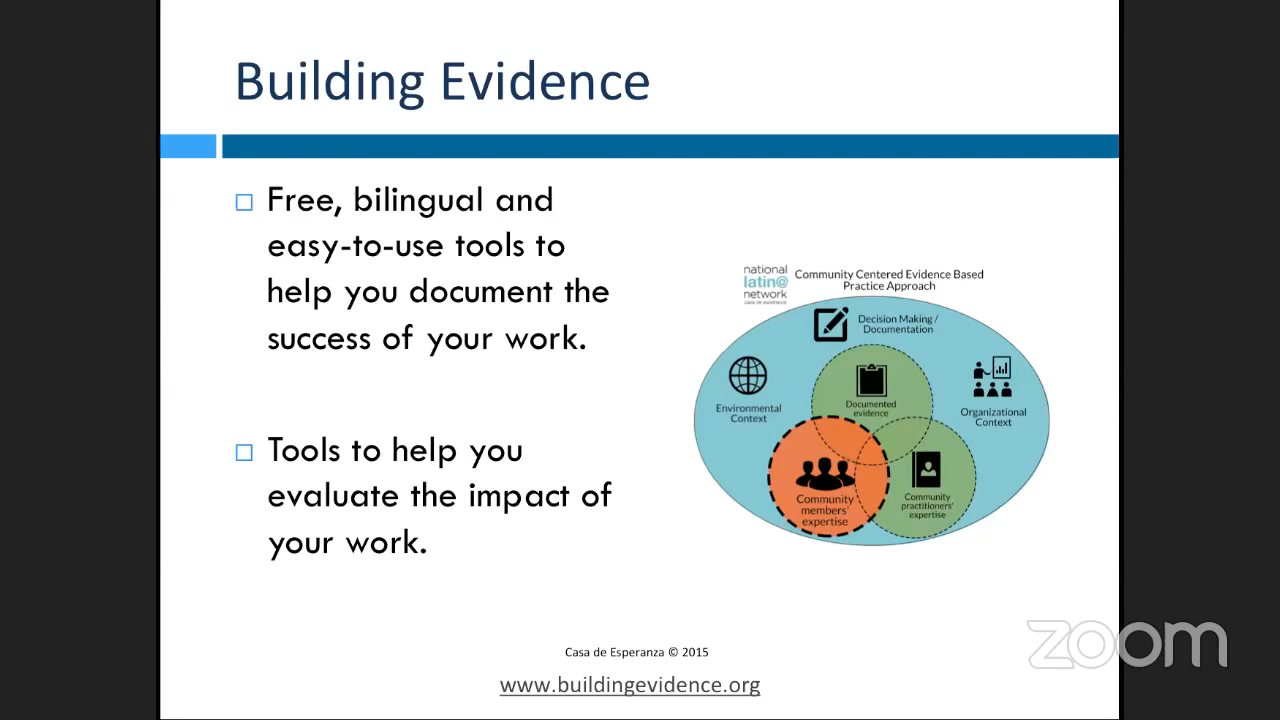 Building Evidence
Free, bilingual and
easy-to-use tools to
help you document the
success of your work.
Tools to help you
evaluate the impact of
your work.
national
latin@
network
casa de esperanza
Community Centered Evidence Based
Practice Approach
Decision Making /
Documentation
Environmental
Context
Documented
evidence
Organizational
Context
Community
members'
expertise
Community
practitioners'
expertise
Casa de Esperanza © 2015
www.buildingevidence.org
zoom